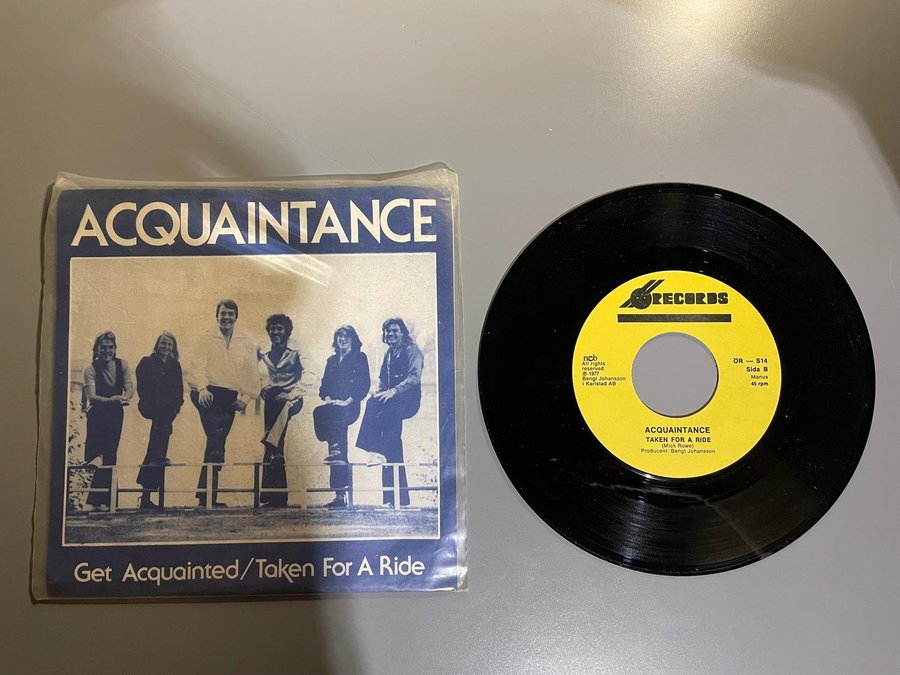 ACQUAINTANCE
Get Acquainted/Taken For A Ride
RECORDS
ncb
All rights
reserved
℗ 1977
Bengt Johansson
i Karlstad AB
ÖR — S14
Sida B
Manus
45 rpm
ACQUAINTANCE
TAKEN FOR A RIDE
(Mick Rowe)
Producent: Bengt Johansson